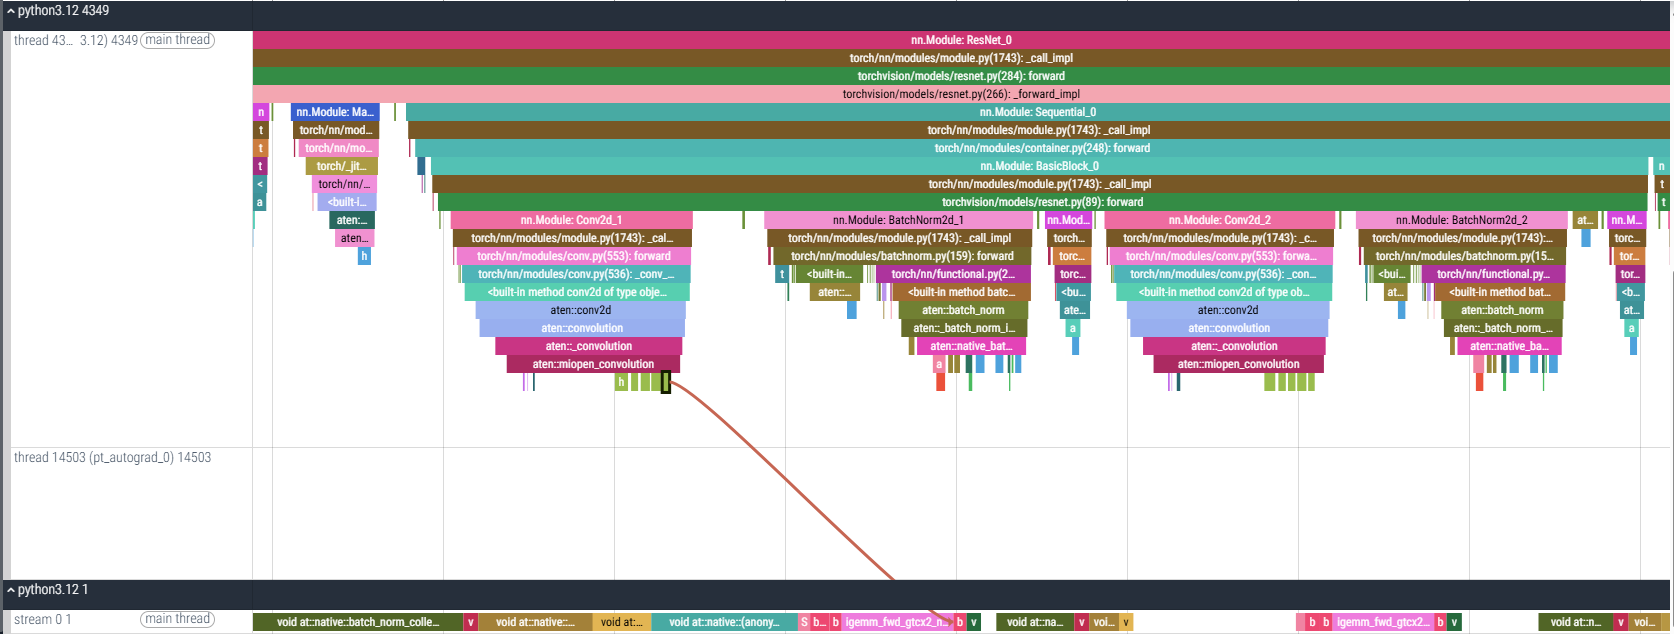 python3.12 4349
thread 43... 3.12) 4349 main thread
nn.Module: ResNet_0
torch/nn/modules/module.py(1743): _call_impl
torchvision/models/resnet.py(284): forward
torchvision/models/resnet.py(266): _forward_impl
n nn.Module: Ma... nn.Module: Sequential_0
t torch/nn/mod... torch/nn/modules/module.py(1743): _call_impl
t torch/nn/mo... torch/nn/modules/container.py(248): forward
t torch/_jit... nn.Module: BasicBlock_0 n
< torch/nn/... torch/nn/modules/module.py(1743): _call_impl t
a <built-i... torchvision/models/resnet.py(89): forward t
aten:... nn.Module: Conv2d_1 nn.Module: BatchNorm2d_1 nn.Mod... nn.Module: Conv2d_2 nn.Module: BatchNorm2d_2 at... nn.M...
aten... torch/nn/modules/module.py(1743): _cal... torch/nn/modules/module.py(1743): _call_impl torch... torch/nn/modules/module.py(1743): _c... torch/nn/modules/module.py(1743):... torc...
h torch/nn/modules/conv.py(553): forward torch/nn/modules/batchnorm.py(159): forward torc... torch/nn/modules/conv.py(553): forwa... torch/nn/modules/batchnorm.py(15... tor...
torch/nn/modules/conv.py(536): _conv_... t <built-in... torch/nn/functional.py(2... torc... torch/nn/modules/conv.py(536): _con... <bui... torch/nn/functional.py... tor...
<built-in method conv2d of type obje... aten::... <built-in method batc... <bu... <built-in method conv2d of type ob... at... <built-in method bat... <b...
aten::conv2d aten::batch_norm ate... aten::conv2d aten::batch_norm at...
aten::convolution aten::_batch_norm_i... a aten::convolution aten::_batch_norm_... a
aten::_convolution aten::native_bat... aten::_convolution aten::native_ba...
aten::miopen_convolution a aten::miopen_convolution
h
thread 14503 (pt_autograd_0) 14503
python3.12 1
stream 0 1 main thread void at::native::batch_norm_colle... v void at::native::... void at:... void at::native::(anony... S b... b igemm_fwd_gtcx2_n... b v void at::na... v voi... v b b igemm_fwd_gtcx2... b v void at::n... v voi...